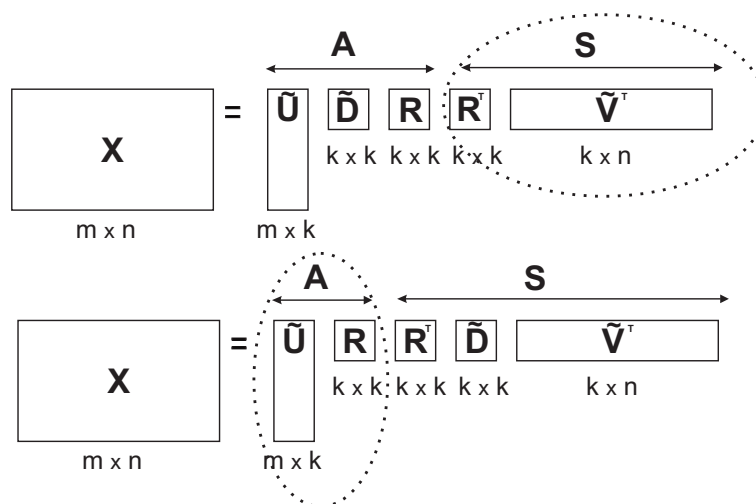 A S
X = Ũ D̃ R Rᵀ Ṽᵀ
k x k k x k k x k k x n
m x n m x k
A S
X = Ũ R Rᵀ D̃ Ṽᵀ
k x k k x k k x k k x n
m x n m x k